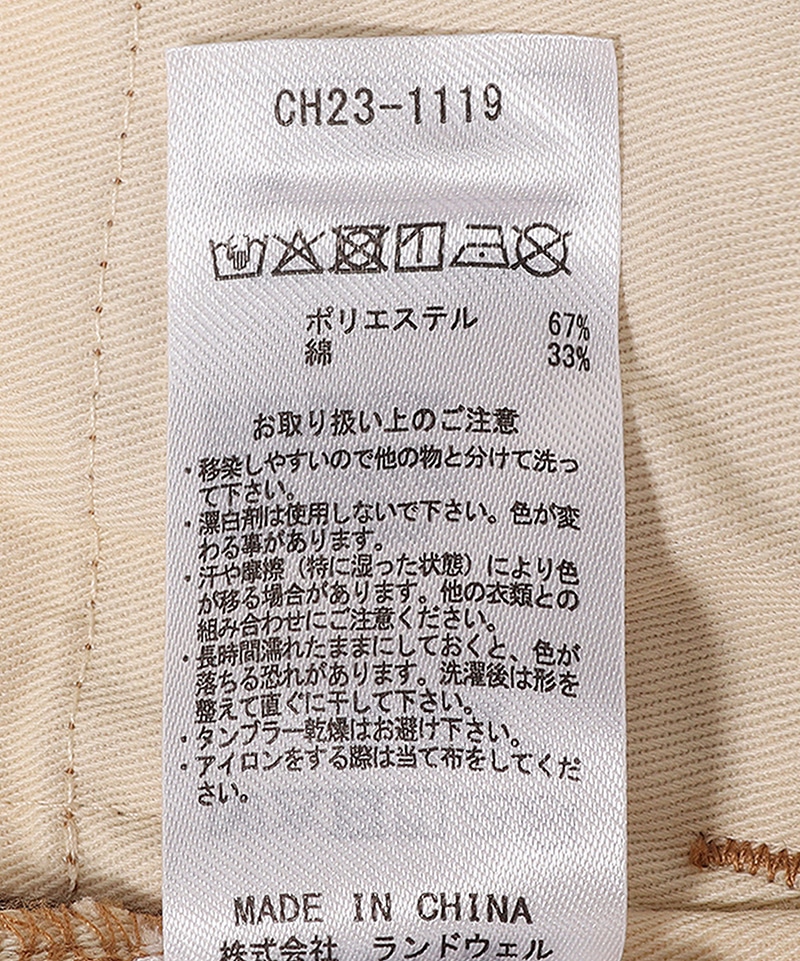 CH23-1119
ポリエステル 67%
綿 33%
お取り扱い上のご注意
・移染しやすいので他の物と分けて洗っ
て下さい。
・漂白剤は使用しないで下さい。色が変
わる事があります。
・汗や摩擦（特に湿った状態）により色
が移る場合があります。他の衣類との
組み合わせにご注意ください。
・長時間濡れたままにしておくと、色が
落ちる恐れがあります。洗濯後は形を
整えて直ぐに干して下さい。
・タンブラー乾燥はお避け下さい。
・アイロンをする際は当て布をしてくだ
さい。
MADE IN CHINA
株式会社 ランドウェル